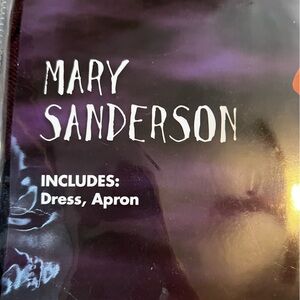 MARY
SANDERSON
INCLUDES:
Dress, Apron